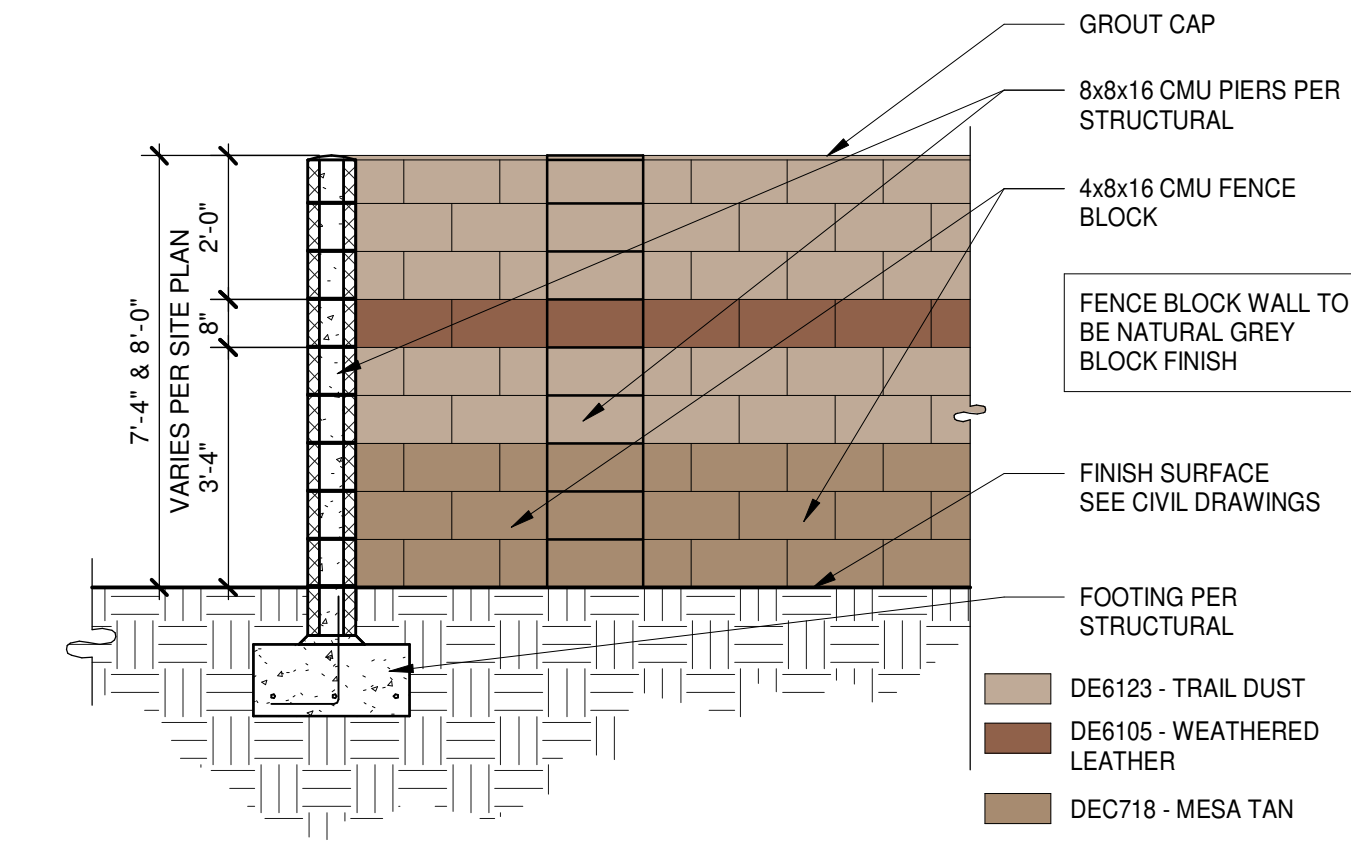 GROUT CAP
8x8x16 CMU PIERS PER
STRUCTURAL
4x8x16 CMU FENCE
BLOCK
FENCE BLOCK WALL TO
BE NATURAL GREY
BLOCK FINISH
FINISH SURFACE
SEE CIVIL DRAWINGS
FOOTING PER
STRUCTURAL
DE6123 - TRAIL DUST
DE6105 - WEATHERED
LEATHER
DEC718 - MESA TAN
7'-4" & 8'-0"
VARIES PER SITE PLAN
2'-0"
8"
3'-4"